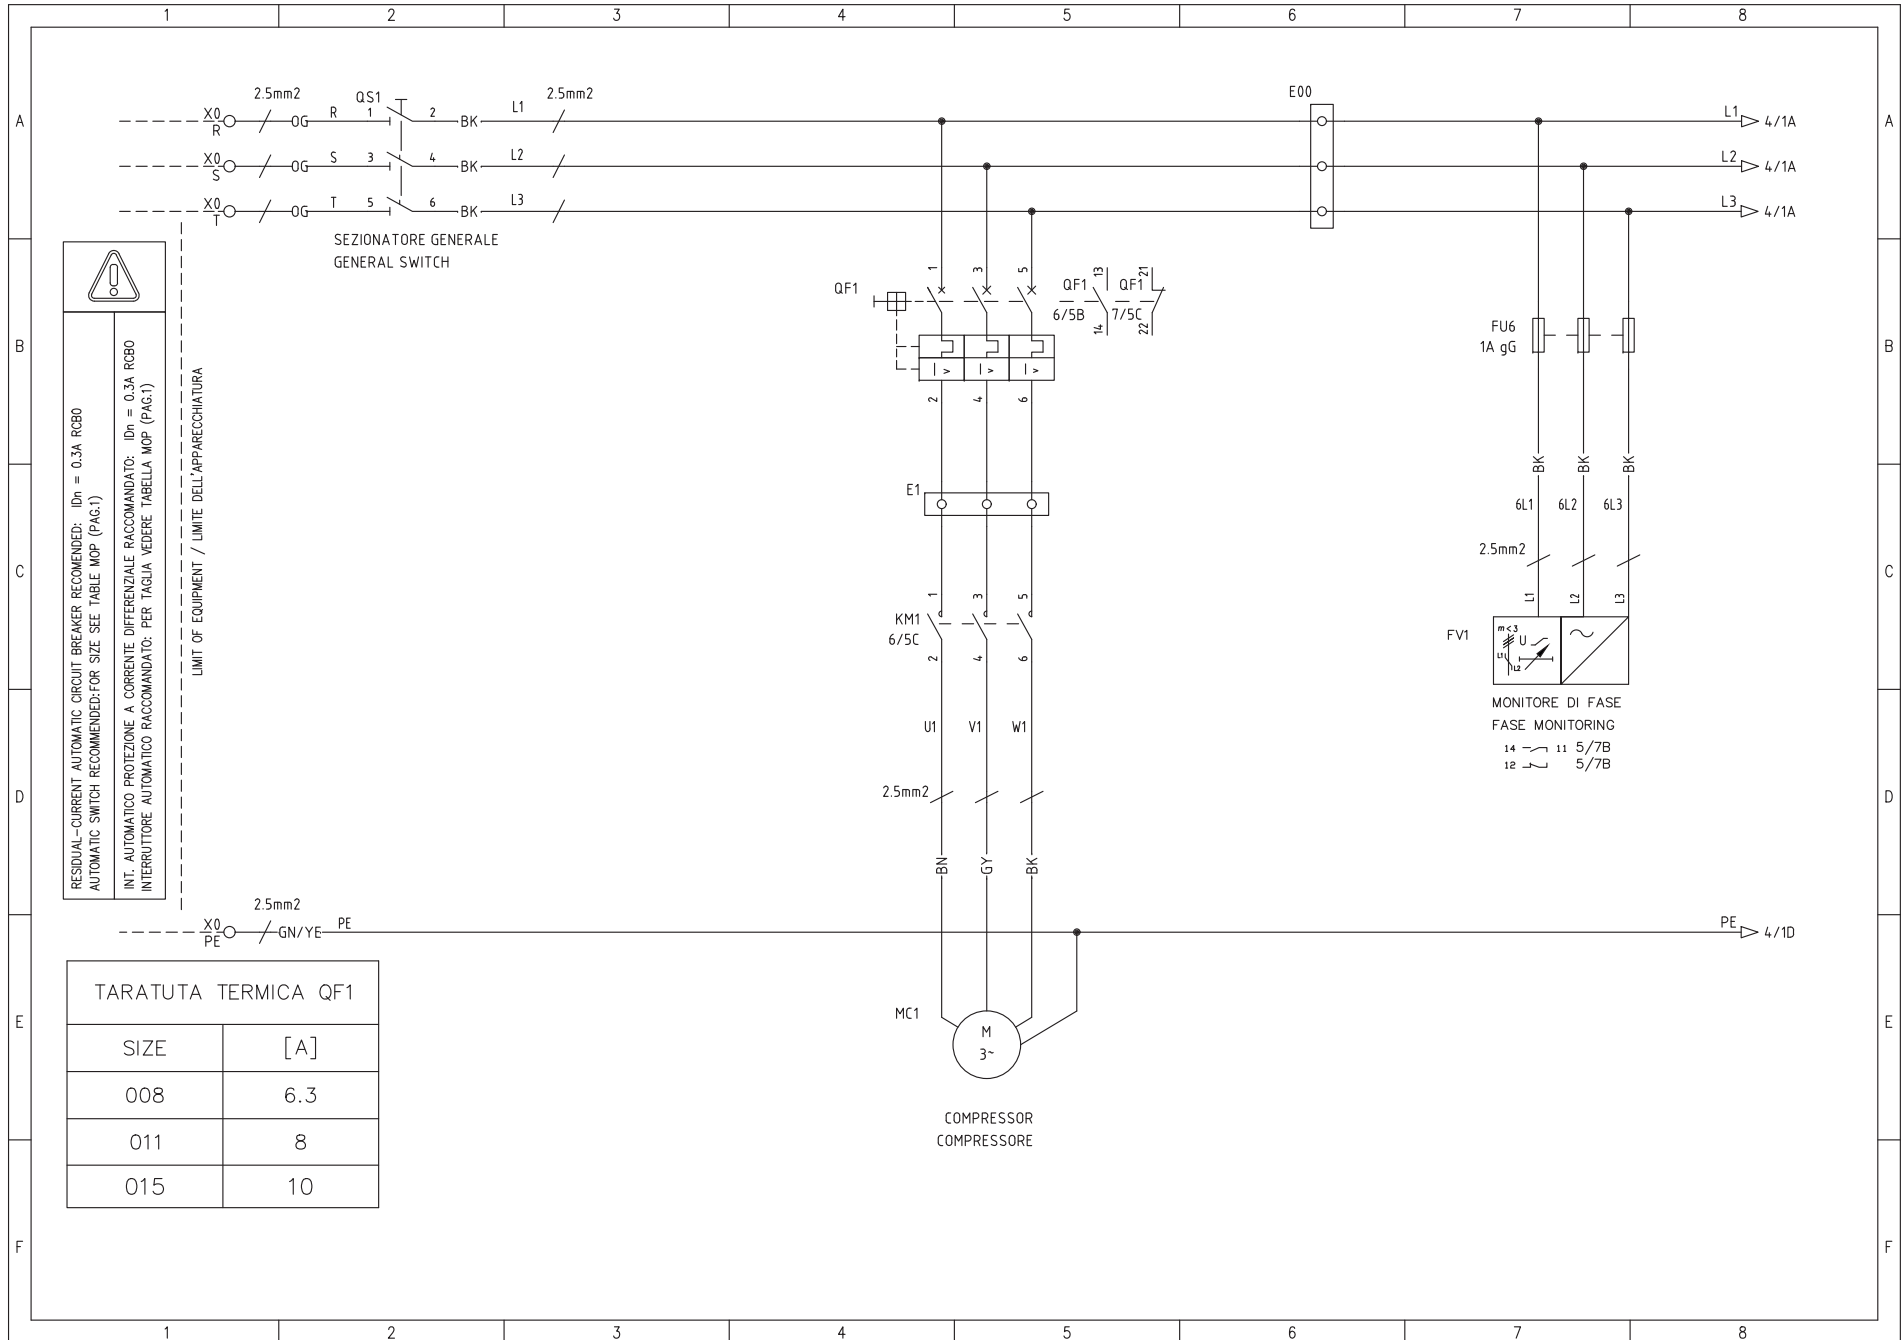 1 2 3 4 5 6 7 8
A A
2.5mm2 QS1 2.5mm2 E00
X0 R OG R 1 2 BK L1 L1 4/1A
X0 S OG S 3 4 BK L2 L2 4/1A
X0 T OG T 5 6 BK L3 L3 4/1A
SEZIONATORE GENERALE
GENERAL SWITCH
RESIDUAL-CURRENT AUTOMATIC CIRCUIT BREAKER RECOMENDED: IDn = 0.3A RCBO
AUTOMATIC SWITCH RECOMMENDED:FOR SIZE SEE TABLE MOP (PAG.1)
INT. AUTOMATICO PROTEZIONE A CORRENTE DIFFERENZIALE RACCOMANDATO: IDn = 0.3A RCBO
INTERRUTTORE AUTOMATICO RACCOMANDATO: PER TAGLIA VEDERE TABELLA MOP (PAG.1)
LIMIT OF EQUIPMENT / LIMITE DELL'APPARECCHIATURA
B B
1 3 5 13 21
QF1 QF1 QF1
6/5B 7/5C
14 22
I > I > I >
2 4 6
FU6
1A gG
BK BK BK
E1
6L1 6L2 6L3
C C
2.5mm2
L1 L2 L3
1 3 5
KM1
6/5C
2 4 6
FV1
m<3
U
L1
L2
MONITORE DI FASE
FASE MONITORING
14 11 5/7B
12 5/7B
U1 V1 W1
D D
2.5mm2
BN GY BK
2.5mm2
X0 PE GN/YE PE PE 4/1D
TARATUTA TERMICA QF1
SIZE [A]
008 6.3
011 8
015 10
E E
MC1
M
3~
COMPRESSOR
COMPRESSORE
F F
1 2 3 4 5 6 7 8